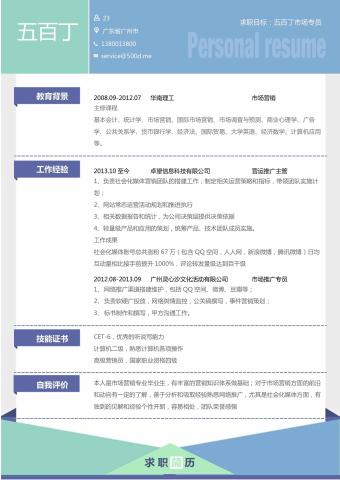 五百丁
23
广东省广州市
1380013800
service@500d.me
求职目标：五百丁市场专员
Personal resume
教育背景
2008.09-2012.07 华南理工 市场营销
主修课程
基本会计、统计学、市场营销、国际市场营销、市场调查与预测、商业心理学、广告
学、公共关系学、货币银行学、经济法、国际贸易、大学英语、经济数学、计算机应用
等。
工作经验
2013.10 至今 卓望信息科技有限公司 营运推广主管
1、负责社会化媒体营销团队的搭建工作，制定相关运营策略和指标，带领团队实施计
划；
2、网站常态运营活动规划和推进执行
3、相关数据报告和统计，为公司决策层提供决策依据
4、轻量级产品和应用的策划，统筹产品、技术团队成员实施。
工作成果
社会化媒体账号总共涨粉 67 万（包含 QQ 空间，人人网，新浪微博，腾讯微博）日均
互动量相比接手前提升 1000%，评论转发量级达到百千级
2012.08-2013.09 广州灵心沙文化活动有限公司 市场推广专员
1、网络推广渠道搭建维护，包括 QQ 空间、微博、豆瓣等；
2、负责软硬广投放，网络舆情监控，公关稿撰写，事件营销策划；
3、标书制作和撰写，甲方沟通工作。
技能证书
CET-6，优秀的听说写能力
计算机二级，熟悉计算机各项操作
高级营销员，国家职业资格四级
自我评价
本人是市场营销专业毕业生，有丰富的营销知识体系做基础；对于市场营销方面的前沿
和动向有一定的了解，善于分析和吸取经验熟悉网络推广，尤其是社会化媒体方面，有
独到的见解和经验个性开朗，容易相处，团队荣誉感强
求职简历